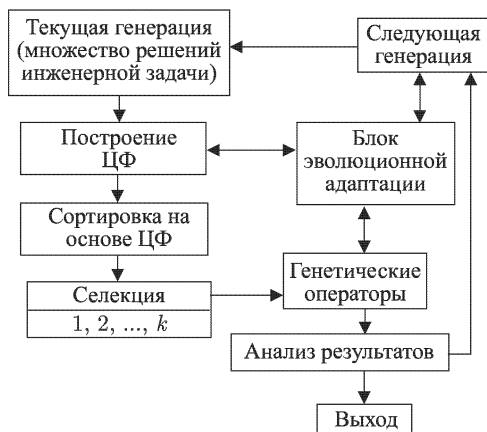 Текущая генерация
(множество решений
инженерной задачи)
Следующая
генерация
Построение
ЦФ
Блок
эволюционной
адаптации
Сортировка на
основе ЦФ
Селекция
1, 2, ..., k
Генетические
операторы
Анализ результатов
Выход